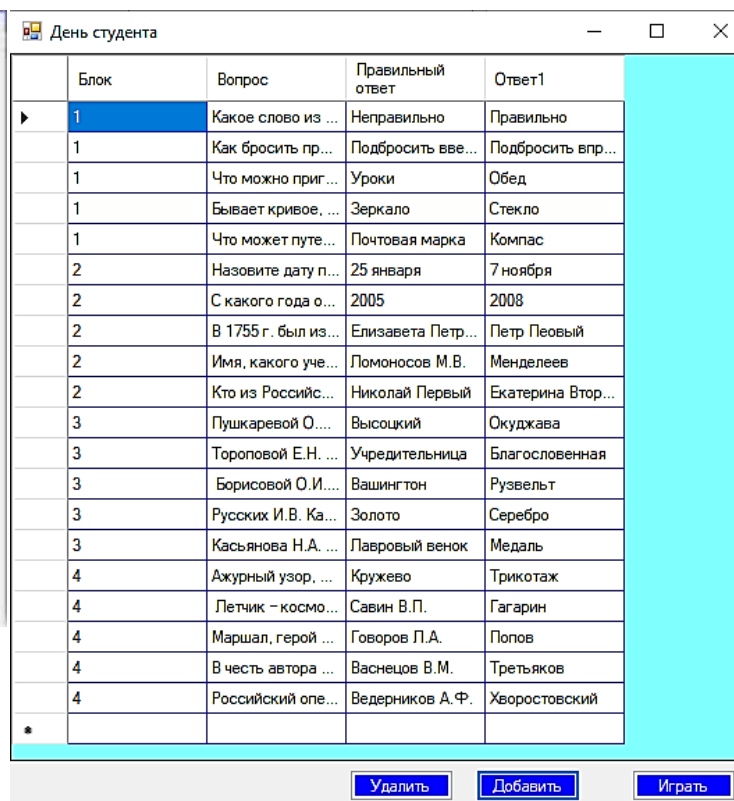 День студента
Блок Вопрос Правильный ответ Ответ1
1 Какое слово из ... Неправильно Правильно
1 Как бросить пр... Подбросить вве... Подбросить впр...
1 Что можно приг... Уроки Обед
1 Бывает кривое, ... Зеркало Стекло
1 Что может путе... Почтовая марка Компас
2 Назовите дату п... 25 января 7 ноября
2 С какого года о... 2005 2008
2 В 1755 г. был из... Елизавета Петр... Петр Пеовый
2 Имя, какого уче... Ломоносов М.В. Менделеев
2 Кто из Российс... Николай Первый Екатерина Втор...
3 Пушкаревой О.... Высоцкий Окуджава
3 Тороповой Е.Н. ... Учредительница Благословенная
3 Борисовой О.И.... Вашингтон Рузвельт
3 Русских И.В. Ка... Золото Серебро
3 Касьянова Н.А. ... Лавровый венок Медаль
4 Ажурный узор, ... Кружево Трикотаж
4 Летчик –космо... Савин В.П. Гагарин
4 Маршал, герой ... Говоров Л.А. Попов
4 В честь автора ... Васнецов В.М. Третьяков
4 Российский опе... Ведерников А.Ф. Хворостовский
Удалить Добавить Играть